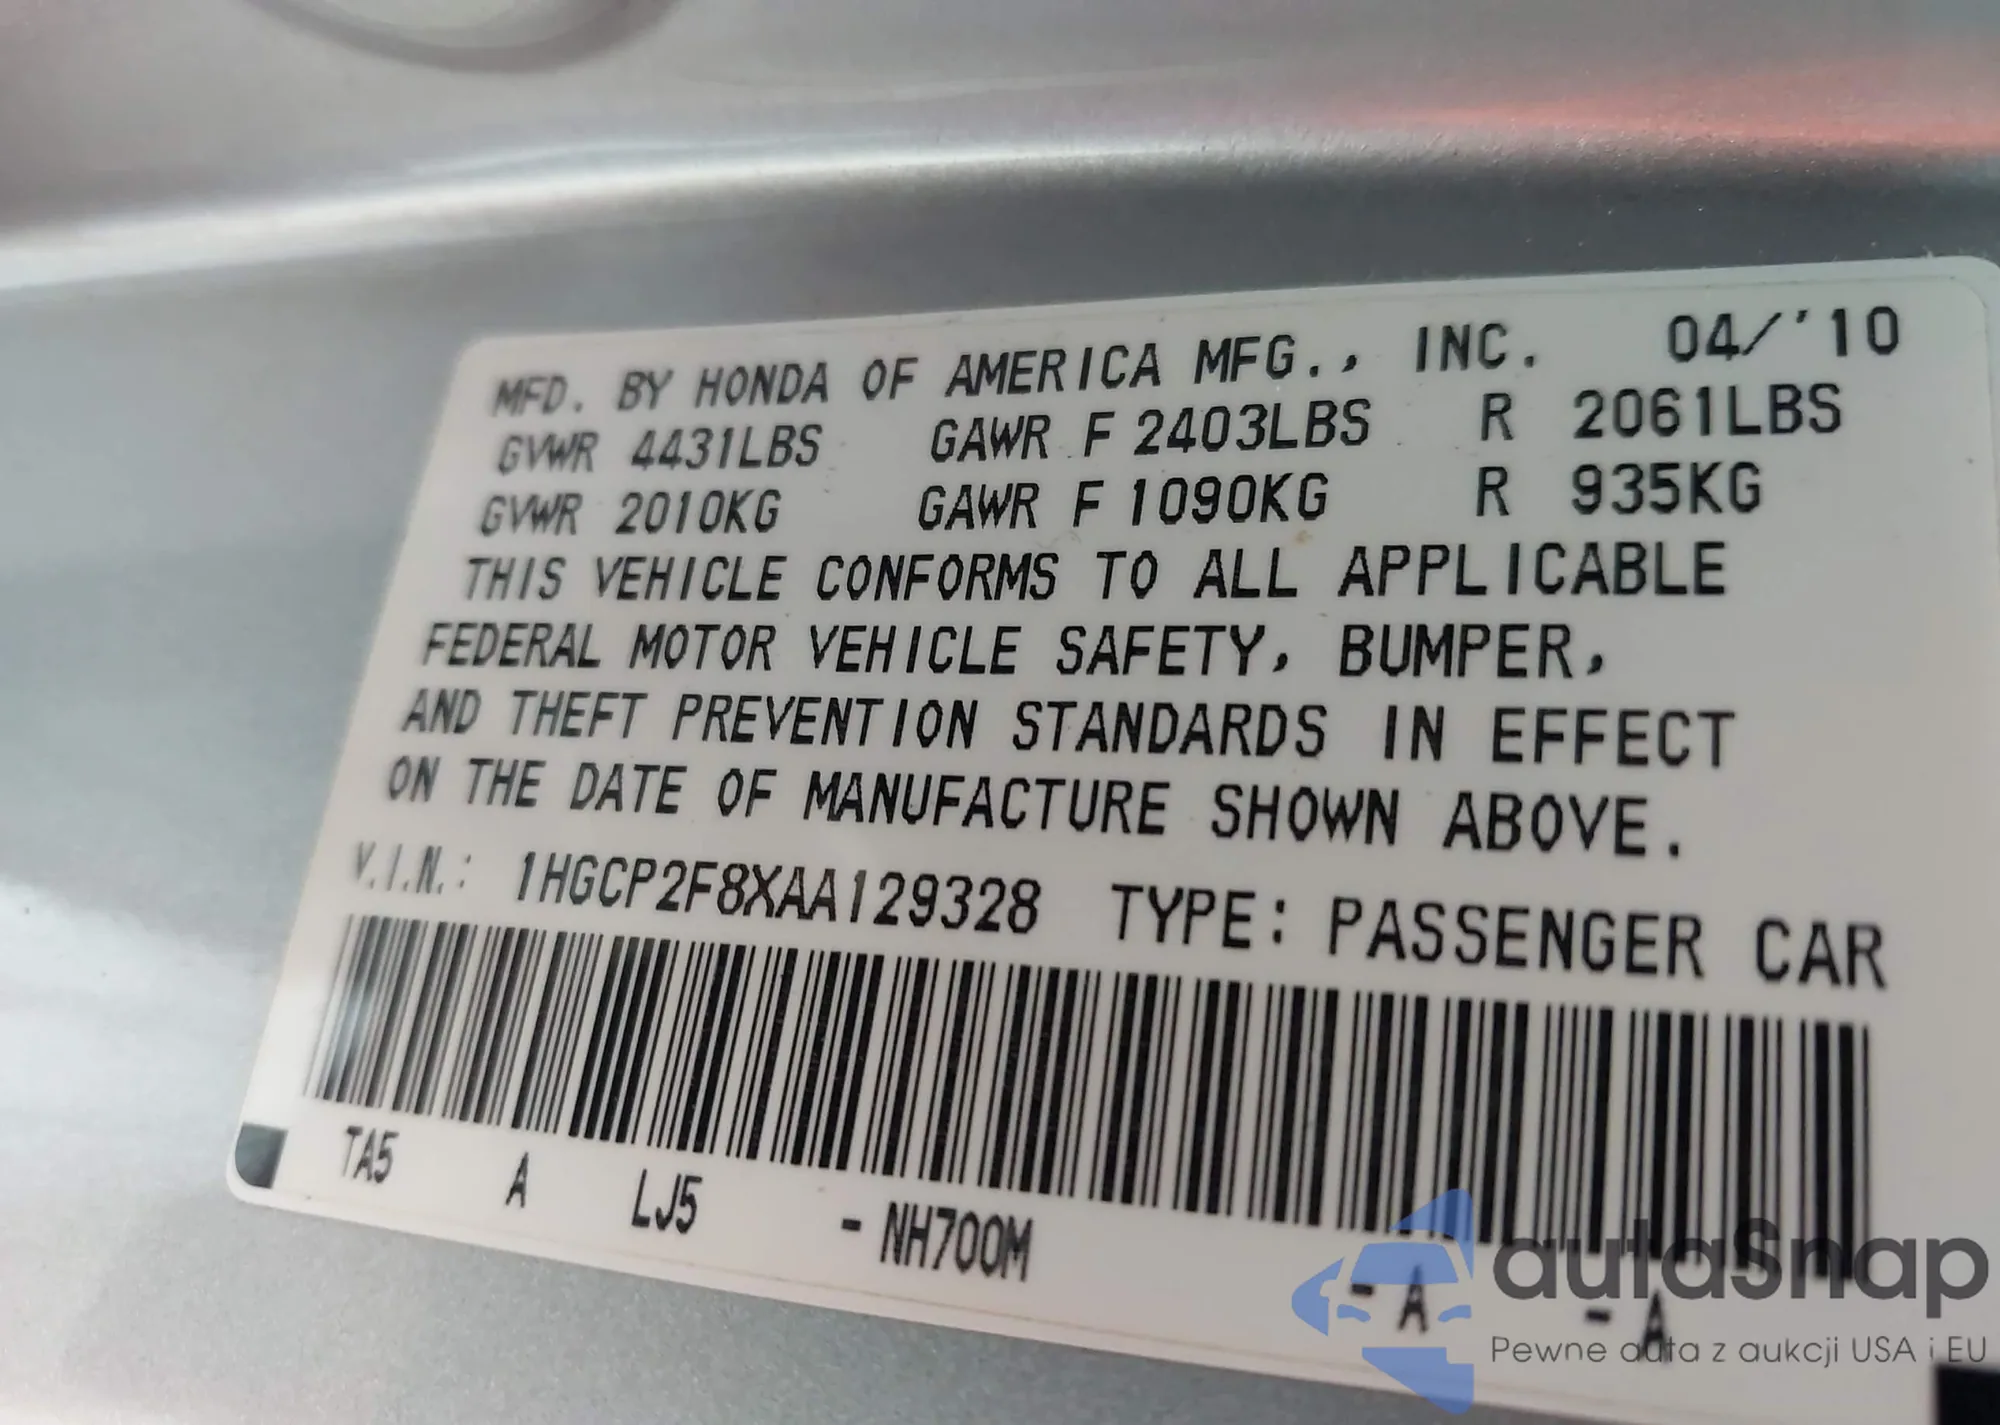 MFD. BY HONDA OF AMERICA MFG., INC. 04/'10
GVWR 4431LBS GAWR F 2403LBS R 2061LBS
GVWR 2010KG GAWR F 1090KG R 935KG
THIS VEHICLE CONFORMS TO ALL APPLICABLE
FEDERAL MOTOR VEHICLE SAFETY, BUMPER,
AND THEFT PREVENTION STANDARDS IN EFFECT
ON THE DATE OF MANUFACTURE SHOWN ABOVE.
V.I.N.: 1HGCP2F8XAA129328 TYPE: PASSENGER CAR
TA5 A LJ5 - NH700M - A - A
autaSnap
Pewne auta z aukcji USA i EU